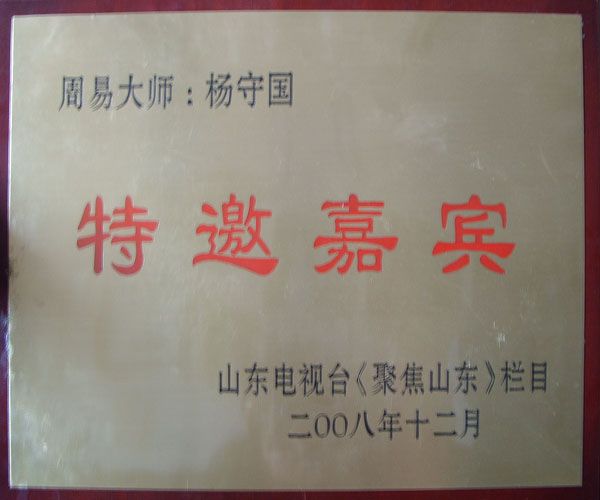 周易大师：杨守国
特邀嘉宾
山东电视台《聚焦山东》栏目
二00八年十二月